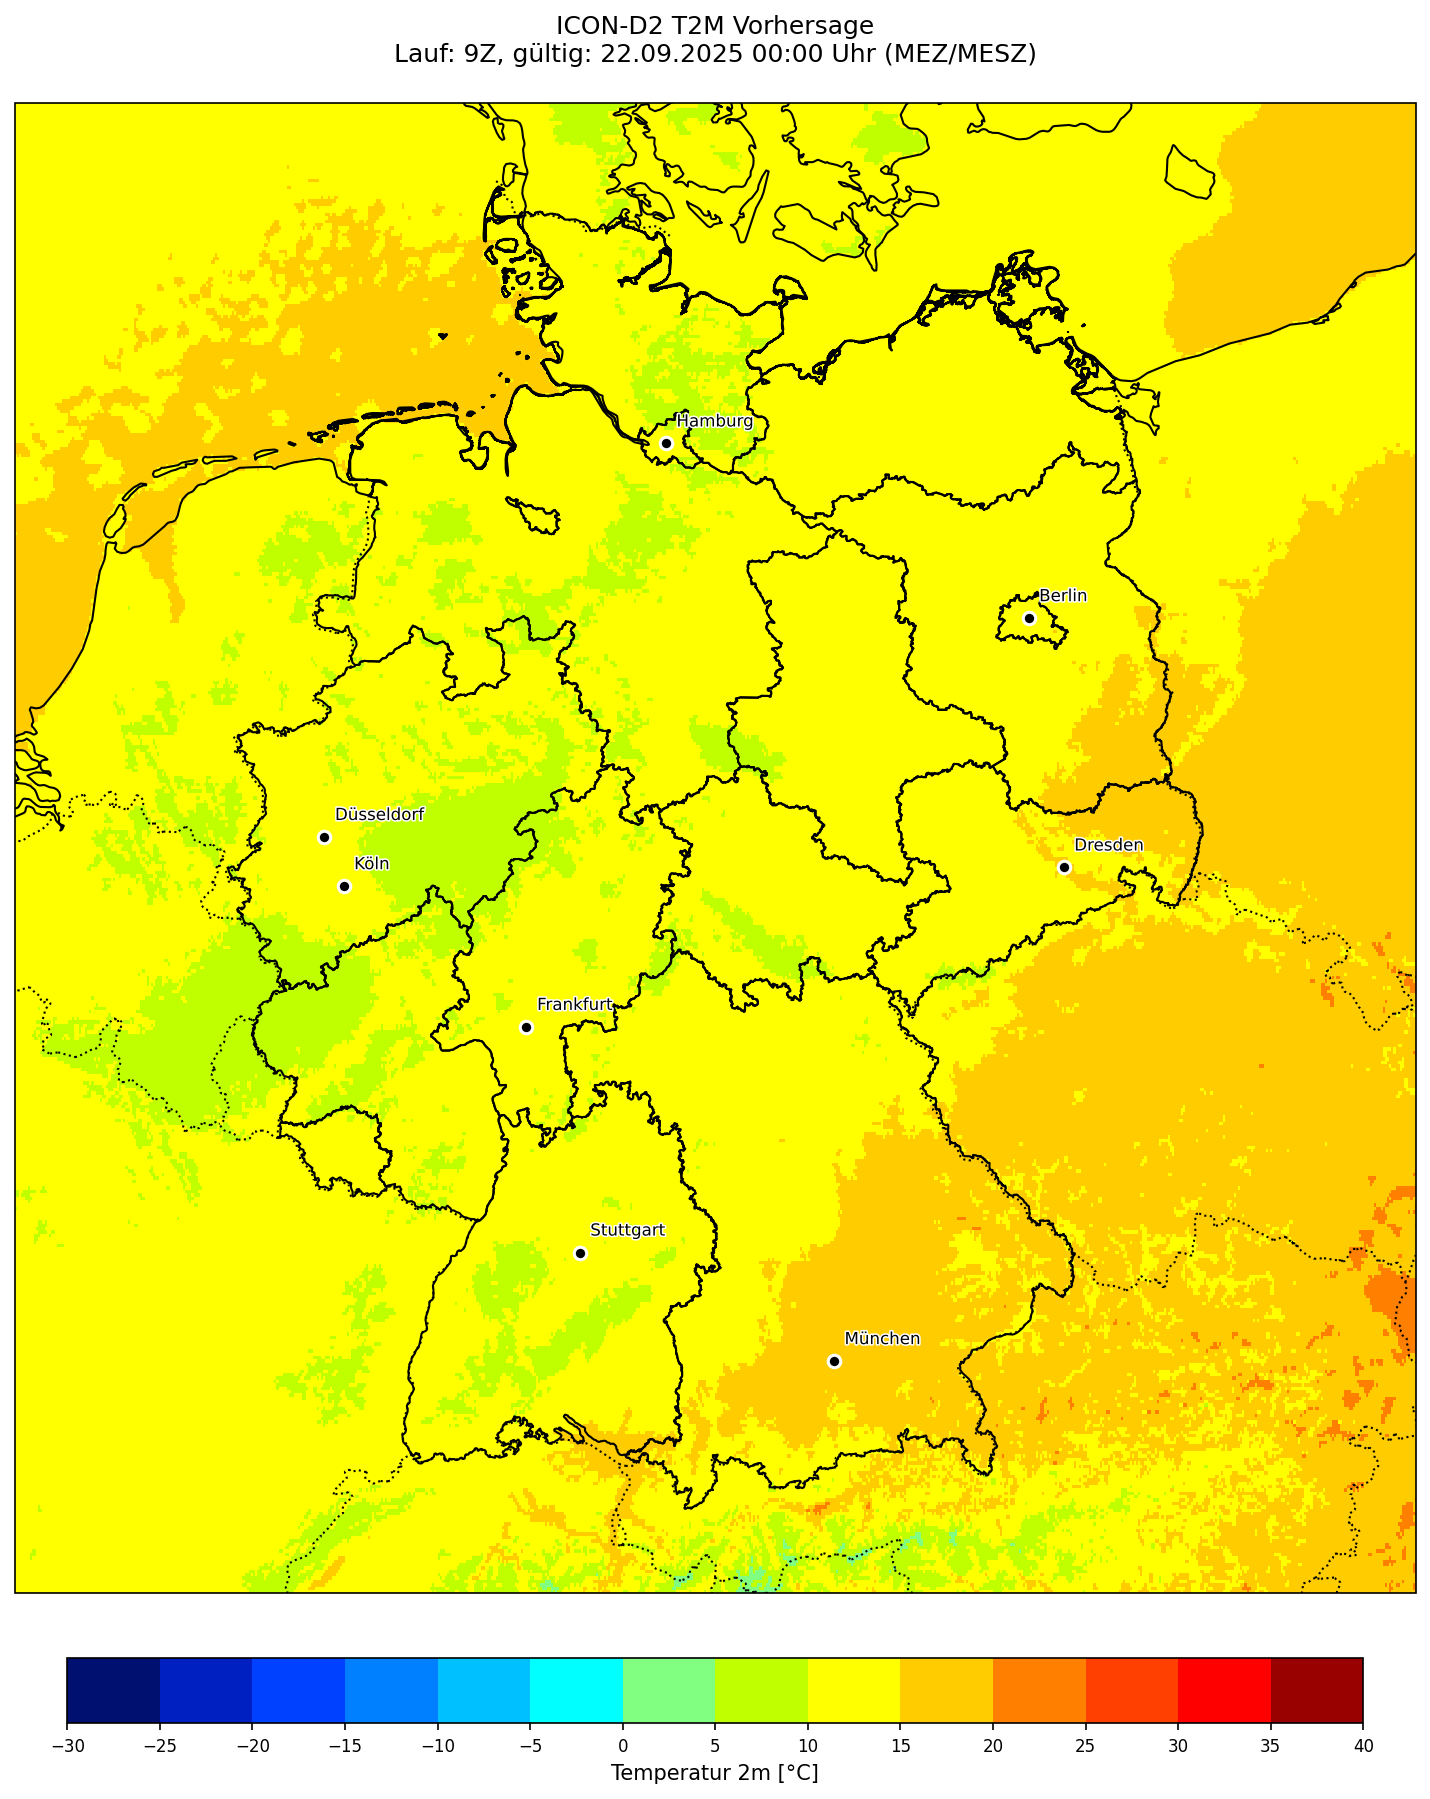 ICON-D2 T2M Vorhersage
Lauf: 9Z, gültig: 22.09.2025 00:00 Uhr (MEZ/MESZ)
Hamburg
Berlin
Düsseldorf
Dresden
Köln
Frankfurt
Stuttgart
München
−30 −25 −20 −15 −10 −5 0 5 10 15 20 25 30 35 40
Temperatur 2m [°C]